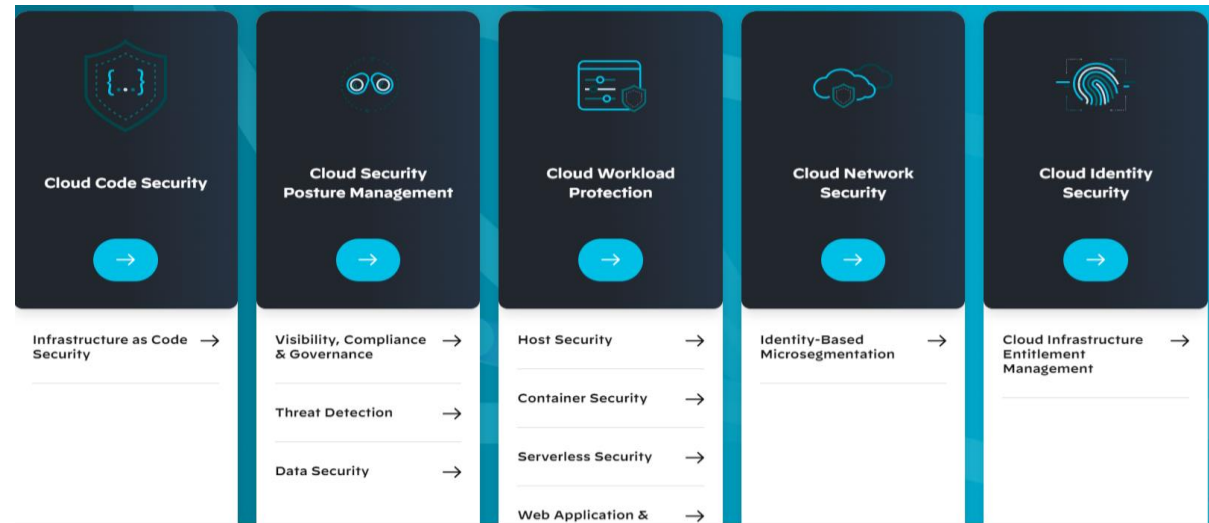 Cloud Code Security
Cloud Security
Posture Management
Cloud Workload
Protection
Cloud Network
Security
Cloud Identity
Security
Infrastructure as Code
Security
Visibility, Compliance
& Governance
Threat Detection
Data Security
Host Security
Container Security
Serverless Security
Web Application &
Identity-Based
Microsegmentation
Cloud Infrastructure
Entitlement
Management